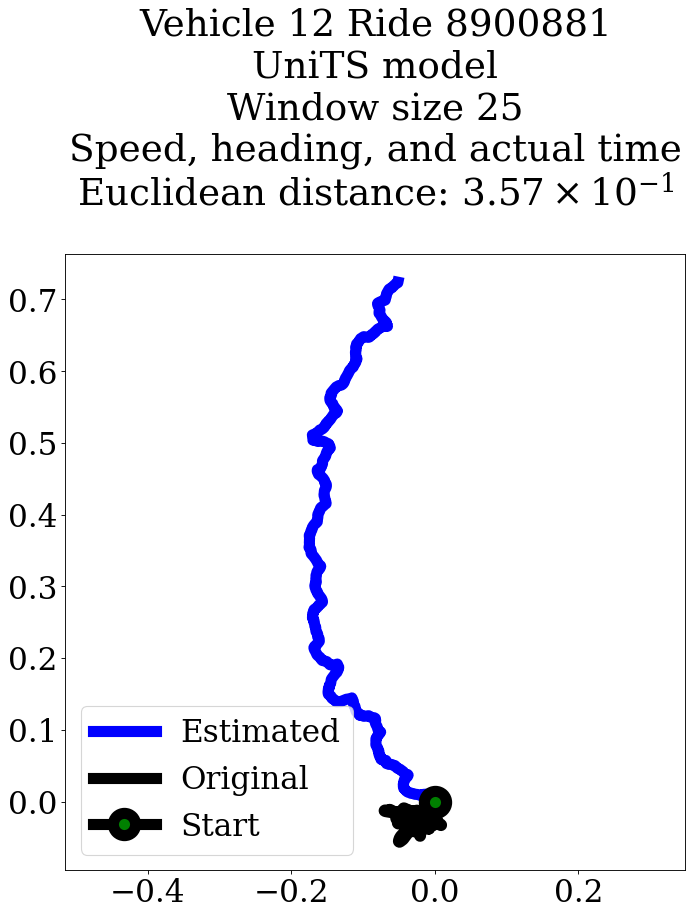 Vehicle 12 Ride 8900881
UniTS model
Window size 25
Speed, heading, and actual time
Euclidean distance: 3.57 × 10⁻¹
0.7
0.6
0.5
0.4
0.3
0.2
0.1
0.0
Estimated
Original
Start
−0.4 −0.2 0.0 0.2